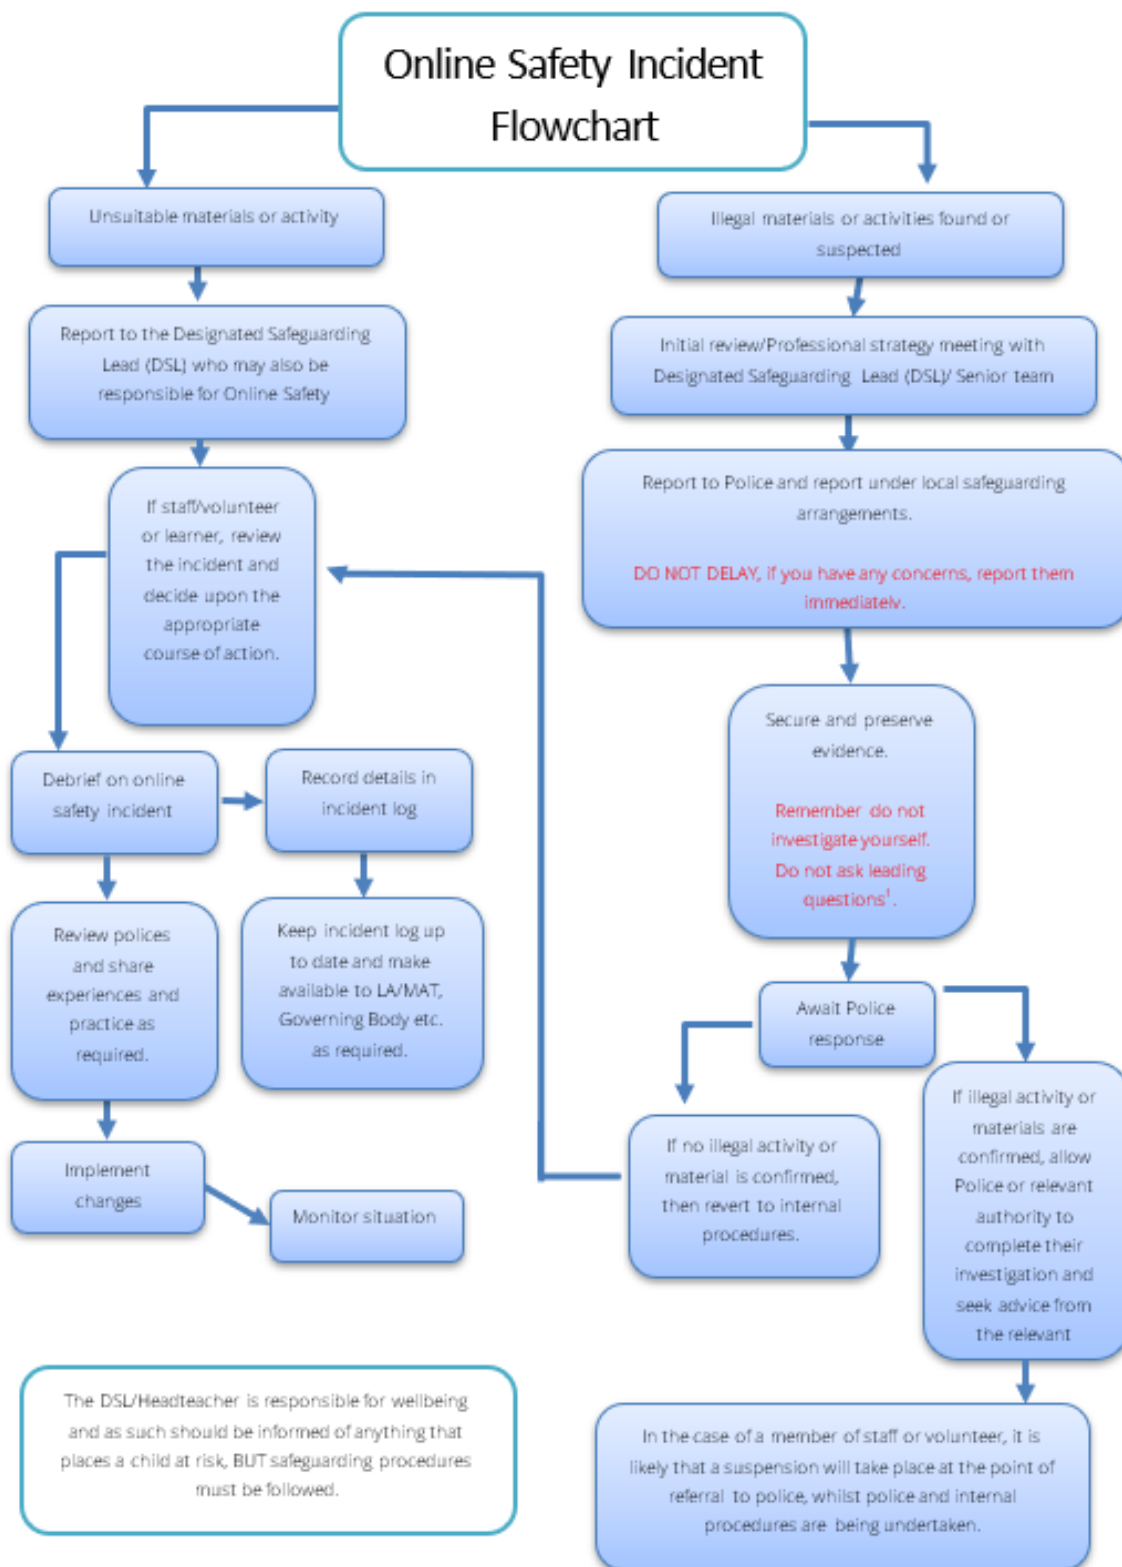 Online Safety Incident
Flowchart
Unsuitable materials or activity
Report to the Designated Safeguarding
Lead (DSL) who may also be
responsible for Online Safety
If staff/volunteer
or learner, review
the incident and
decide upon the
appropriate
course of action.
Debrief on online
safety incident
Record details in
incident log
Review polices
and share
experiences and
practice as
required.
Keep incident log up
to date and make
available to LA/MAT,
Governing Body etc.
as required.
Implement
changes
Monitor situation
Illegal materials or activities found or
suspected
Initial review/Professional strategy meeting with
Designated Safeguarding Lead (DSL)/ Senior team
Report to Police and report under local safeguarding
arrangements.
DO NOT DELAY, if you have any concerns, report them
immediately.
Secure and preserve
evidence.
Remember do not
investigate yourself.
Do not ask leading
questions¹.
Await Police
response
If no illegal activity or
material is confirmed,
then revert to internal
procedures.
If illegal activity or
materials are
confirmed, allow
Police or relevant
authority to
complete their
investigation and
seek advice from
the relevant
In the case of a member of staff or volunteer, it is
likely that a suspension will take place at the point of
referral to police, whilst police and internal
procedures are being undertaken.
The DSL/Headteacher is responsible for wellbeing
and as such should be informed of anything that
places a child at risk, BUT safeguarding procedures
must be followed.